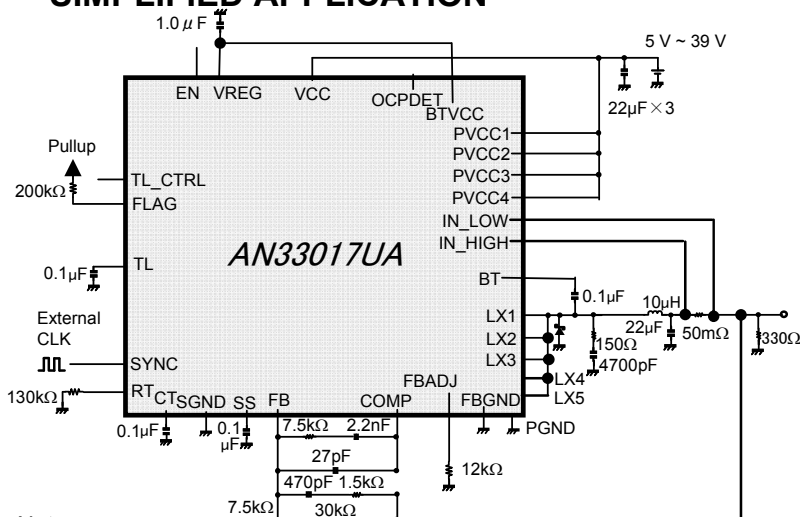 SIMPLIFIED APPLICATION
1.0 μF
5 V ~ 39 V
EN VREG VCC OCPDET BTVCC
22μF×3
PVCC1
PVCC2
PVCC3
PVCC4
Pullup
200kΩ
TL_CTRL
FLAG
IN_LOW
IN_HIGH
AN33017UA
TL
0.1μF
BT
0.1μF
LX1
10μH
22μF
50mΩ
330Ω
LX2
150Ω
LX3
4700pF
External
CLK
SYNC
LX4
LX5
130kΩ
RT CT SGND SS FB COMP FBADJ FBGND
PGND
0.1μF
0.1
μF
7.5kΩ 2.2nF
27pF
12kΩ
470pF 1.5kΩ
7.5kΩ 30kΩ